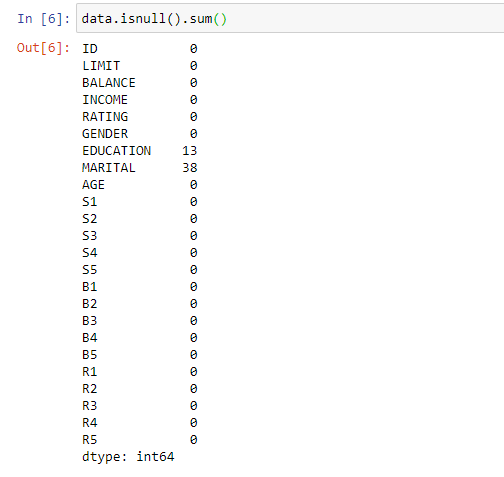 In [6]: data.isnull().sum()
Out[6]: ID 0
LIMIT 0
BALANCE 0
INCOME 0
RATING 0
GENDER 0
EDUCATION 13
MARITAL 38
AGE 0
S1 0
S2 0
S3 0
S4 0
S5 0
B1 0
B2 0
B3 0
B4 0
B5 0
R1 0
R2 0
R3 0
R4 0
R5 0
dtype: int64